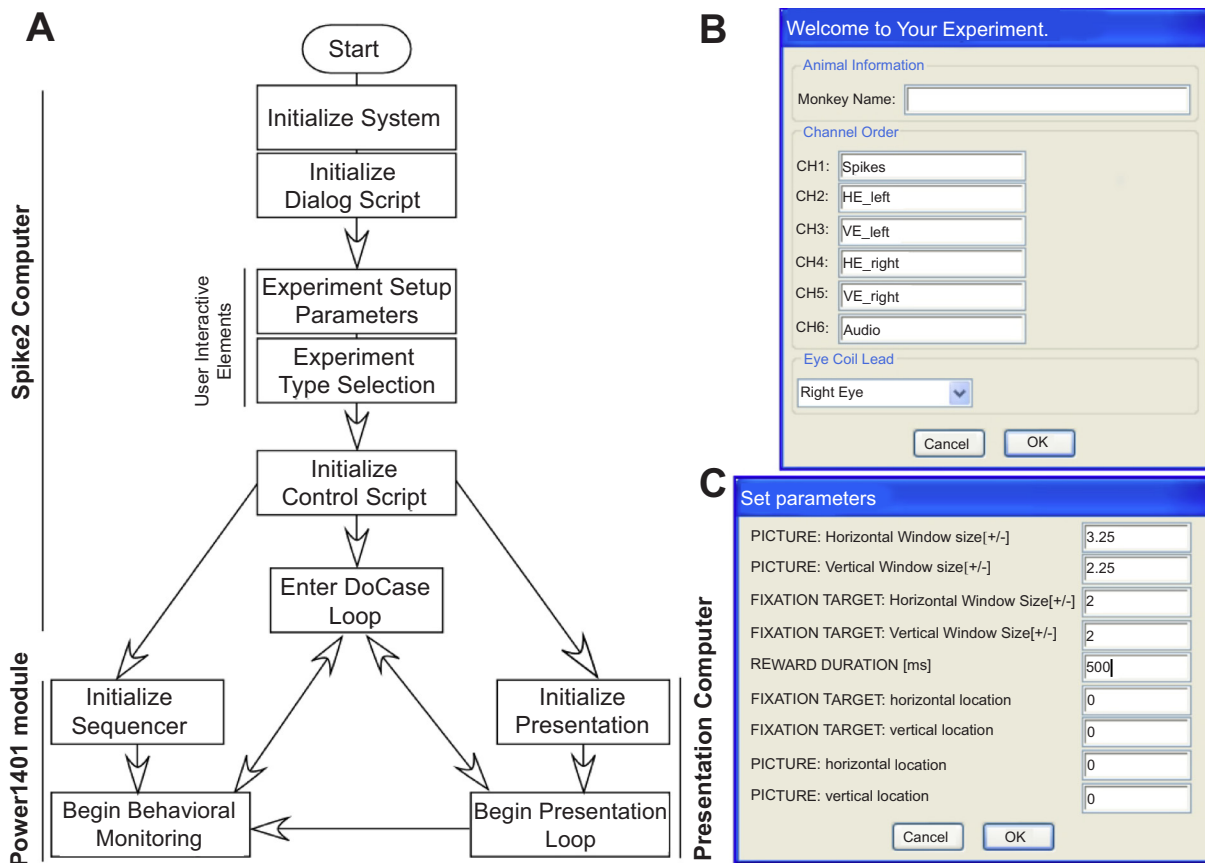 A
Start
Initialize System
Initialize
Dialog Script
Experiment Setup
Parameters
Experiment
Type Selection
User Interactive
Elements
Spike2 Computer
Initialize
Control Script
Enter DoCase
Loop
Initialize
Sequencer
Begin Behavioral
Monitoring
Power1401 module
Initialize
Presentation
Begin Presentation
Loop
Presentation Computer
B
Welcome to Your Experiment.
Animal Information
Monkey Name:
Channel Order
CH1: Spikes
CH2: HE_left
CH3: VE_left
CH4: HE_right
CH5: VE_right
CH6: Audio
Eye Coil Lead
Right Eye
Cancel OK
C
Set parameters
PICTURE: Horizontal Window size[+/-] 3.25
PICTURE: Vertical Window size[+/-] 2.25
FIXATION TARGET: Horizontal Window Size[+/-] 2
FIXATION TARGET: Vertical Window Size[+/-] 2
REWARD DURATION [ms] 500
FIXATION TARGET: horizontal location 0
FIXATION TARGET: vertical location 0
PICTURE: horizontal location 0
PICTURE: vertical location 0
Cancel OK